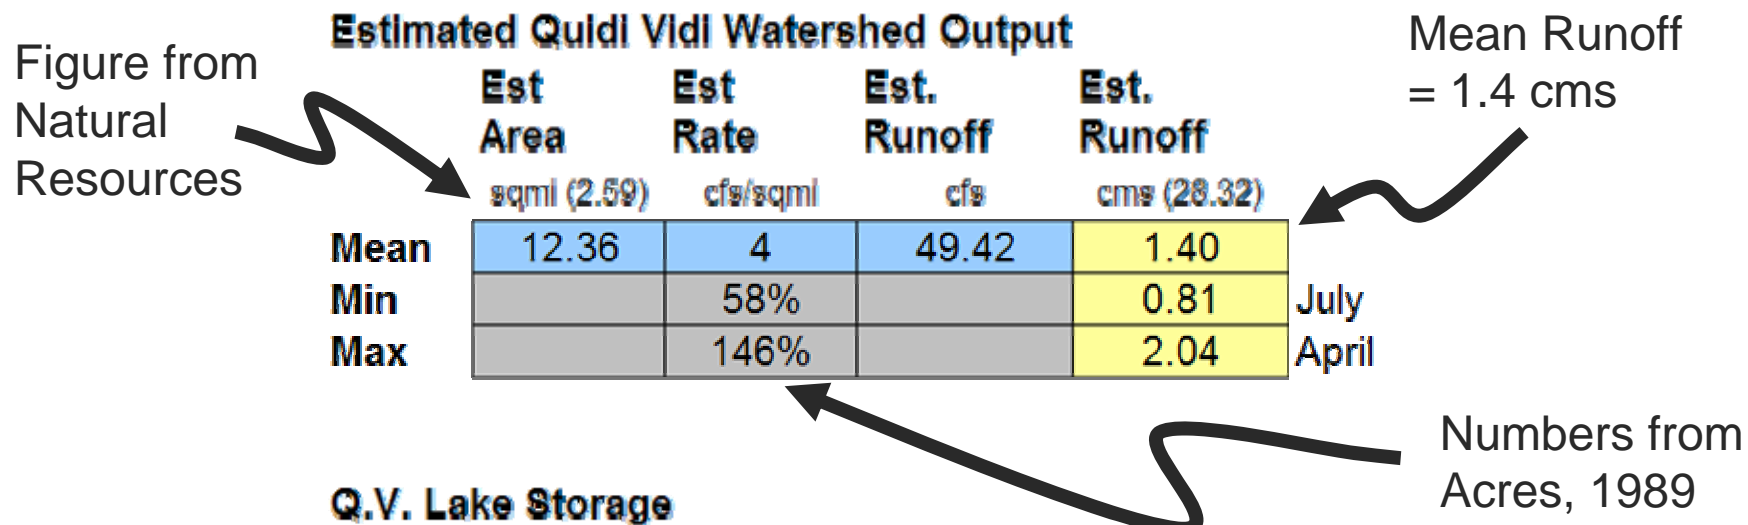 Estimated Quidi Vidi Watershed Output
Figure from
Natural
Resources
Mean Runoff
= 1.4 cms
Est Area Est Rate Est. Runoff Est. Runoff
sqmi (2.59) cfs/sqmi cfs cms (28.32)
Mean 12.36 4 49.42 1.40
Min 58% 0.81 July
Max 146% 2.04 April
Numbers from
Acres, 1989
Q.V. Lake Storage